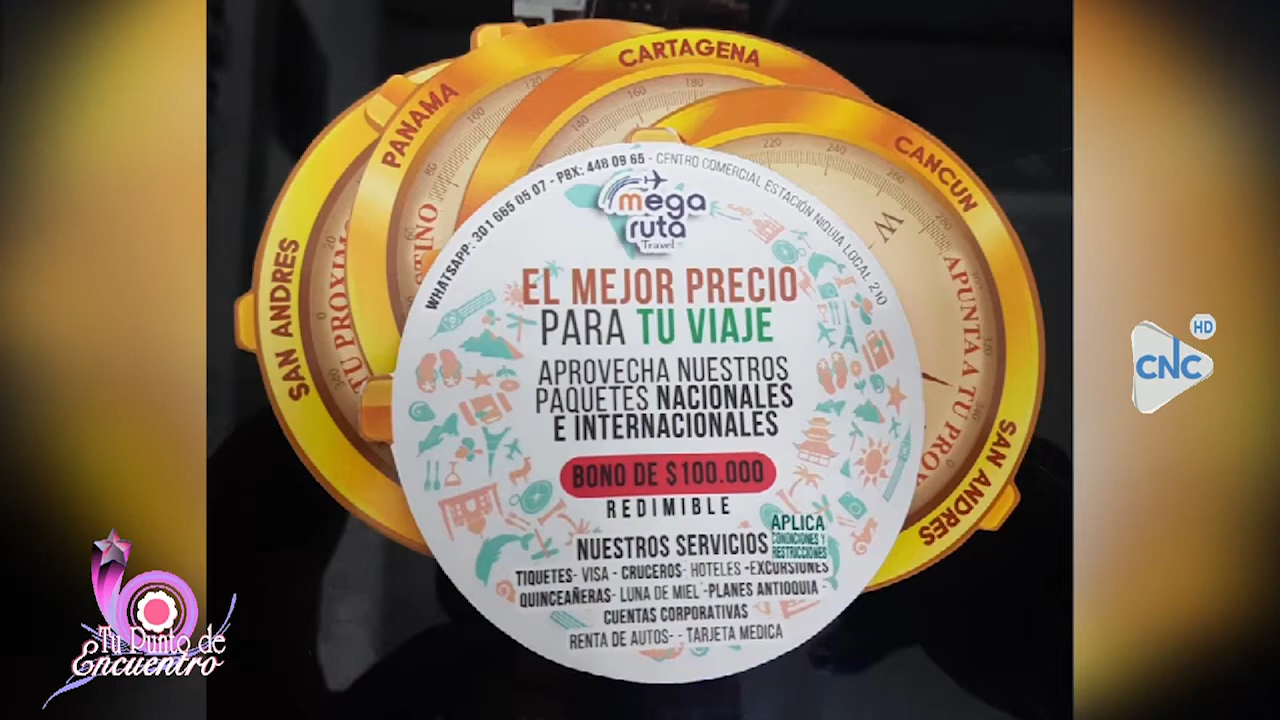 CARTAGENA
PANAMA
CANCUN
SAN ANDRES
SAN ANDRES
TU PROXIM
STINO
APUNTA A TU PROX
W
WHATSAPP: 301 665 05 07 - PBX: 448 09 65 - CENTRO COMERCIAL ESTACIÓN NIQUIA LOCAL 210
mega
ruta
Travel
EL MEJOR PRECIO
PARA TU VIAJE
APROVECHA NUESTROS
PAQUETES NACIONALES
E INTERNACIONALES
BONO DE $100.000
REDIMIBLE
APLICA
CONDICIONES Y
RESTRICCIONES
NUESTROS SERVICIOS
TIQUETES- VISA - CRUCEROS- HOTELES -EXCURSIONES
QUINCEAÑERAS- LUNA DE MIEL -PLANES ANTIOQUIA -
CUENTAS CORPORATIVAS
RENTA DE AUTOS- - TARJETA MEDICA
HD
CNC
Tu Punto de
Encuentro